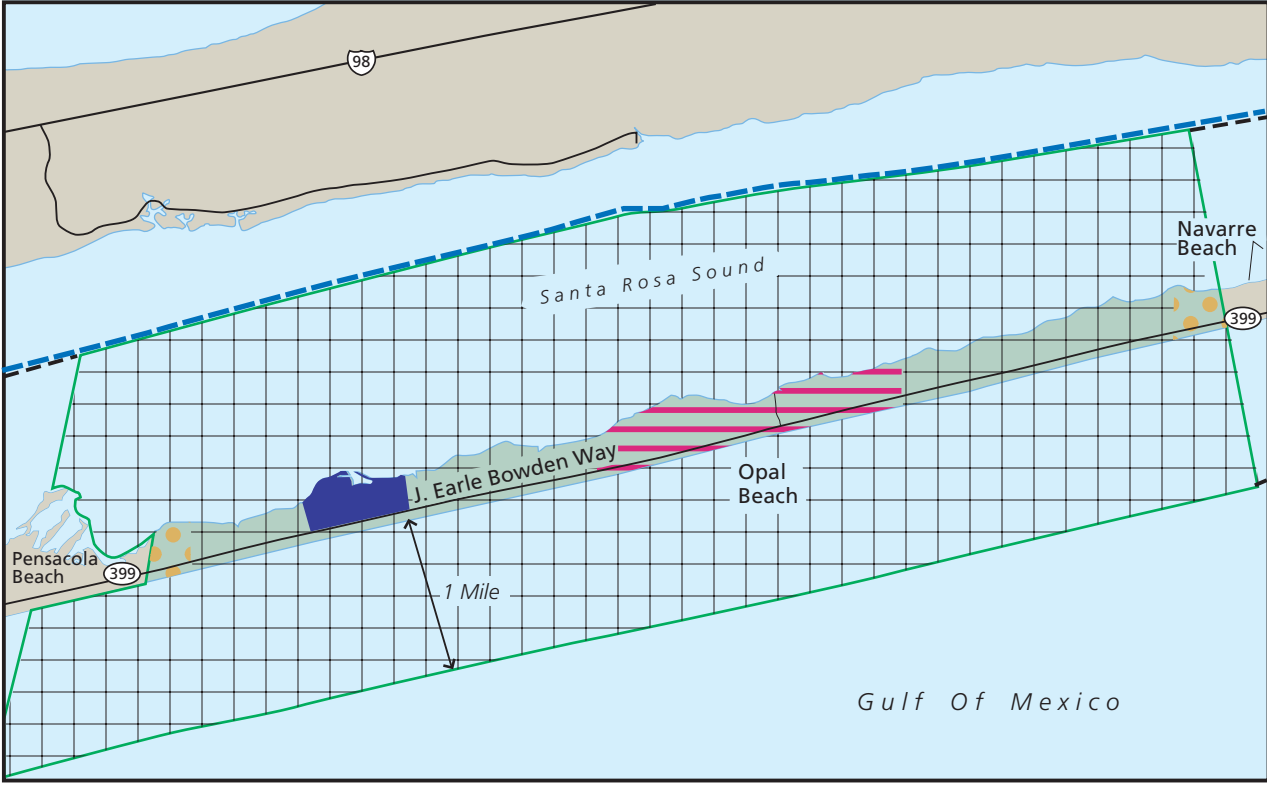 98
Navarre
Beach
Santa Rosa Sound
399
J. Earle Bowden Way
Opal
Beach
Pensacola
Beach
399
1 Mile
Gulf Of Mexico